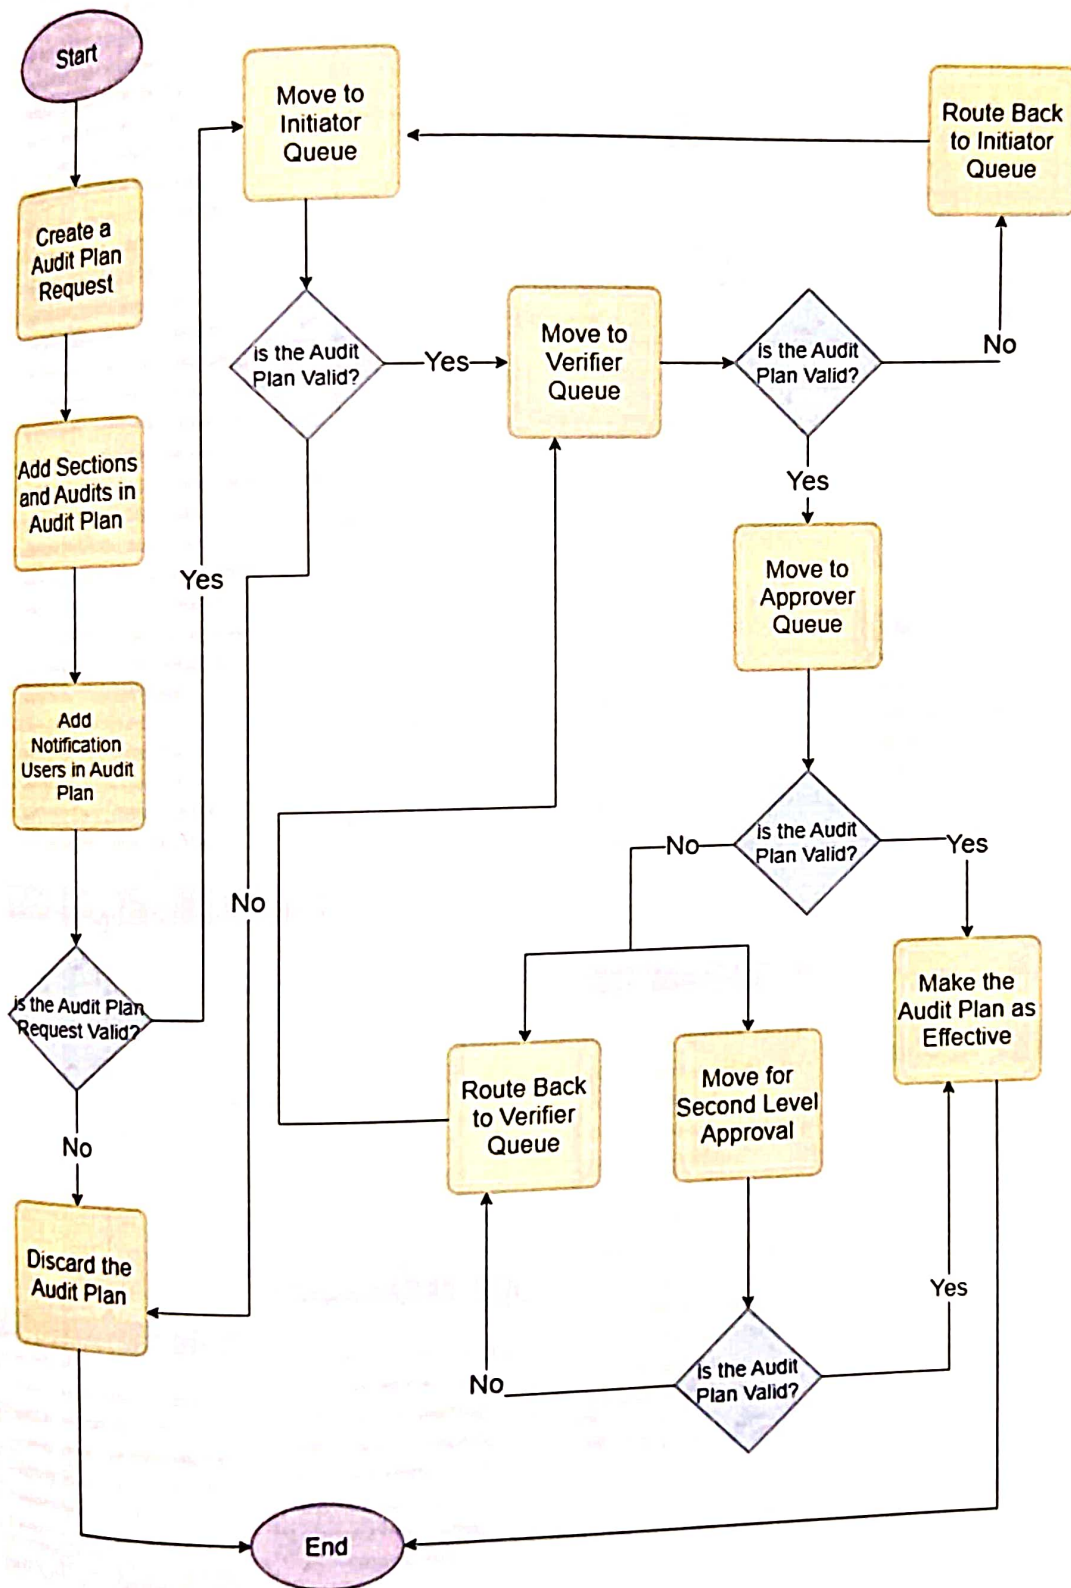 Start
Create a
Audit Plan
Request
Add Sections
and Audits in
Audit Plan
Add
Notification
Users in Audit
Plan
is the Audit Plan
Request Valid?
Yes
No
Discard the
Audit Plan
Move to
Initiator
Queue
is the Audit
Plan Valid?
Yes
No
Move to
Verifier
Queue
is the Audit
Plan Valid?
No
Route Back
to Initiator
Queue
Yes
Move to
Approver
Queue
is the Audit
Plan Valid?
No
Yes
Route Back
to Verifier
Queue
Move for
Second Level
Approval
Make the
Audit Plan as
Effective
is the Audit
Plan Valid?
No
Yes
End